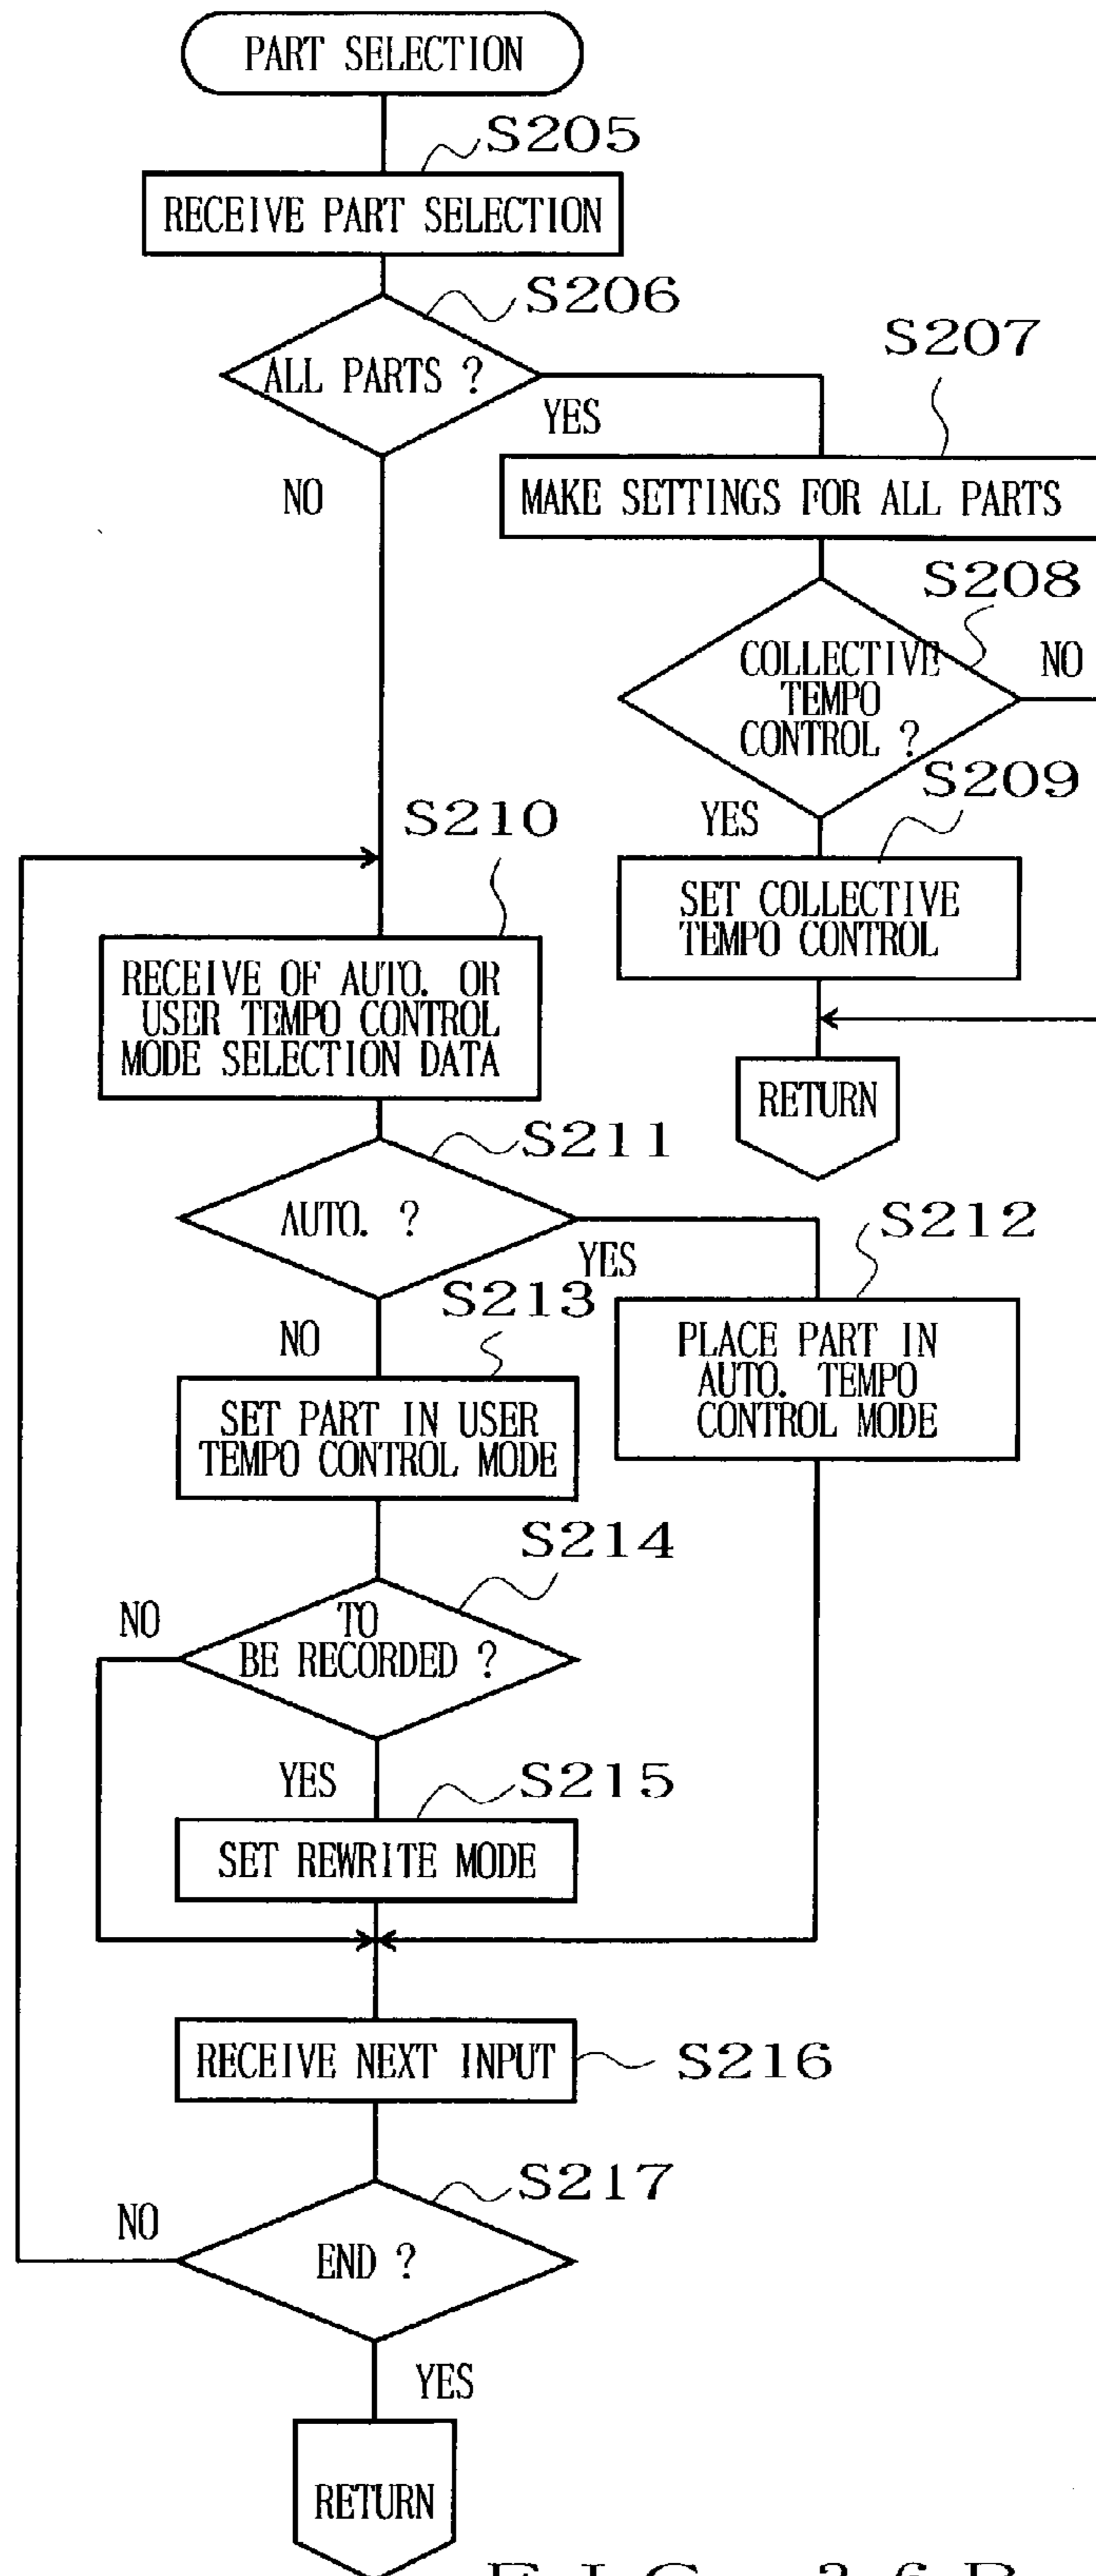 PART SELECTION
S205
RECEIVE PART SELECTION
S206
ALL PARTS ?
YES
NO
S207
MAKE SETTINGS FOR ALL PARTS
S208
COLLECTIVE
TEMPO
CONTROL ?
NO
YES
S209
SET COLLECTIVE
TEMPO CONTROL
RETURN
S210
RECEIVE OF AUTO. OR
USER TEMPO CONTROL
MODE SELECTION DATA
S211
AUTO. ?
YES
NO
S212
PLACE PART IN
AUTO. TEMPO
CONTROL MODE
S213
SET PART IN USER
TEMPO CONTROL MODE
S214
TO
BE RECORDED ?
NO
YES
S215
SET REWRITE MODE
RECEIVE NEXT INPUT
S216
S217
END ?
NO
YES
RETURN